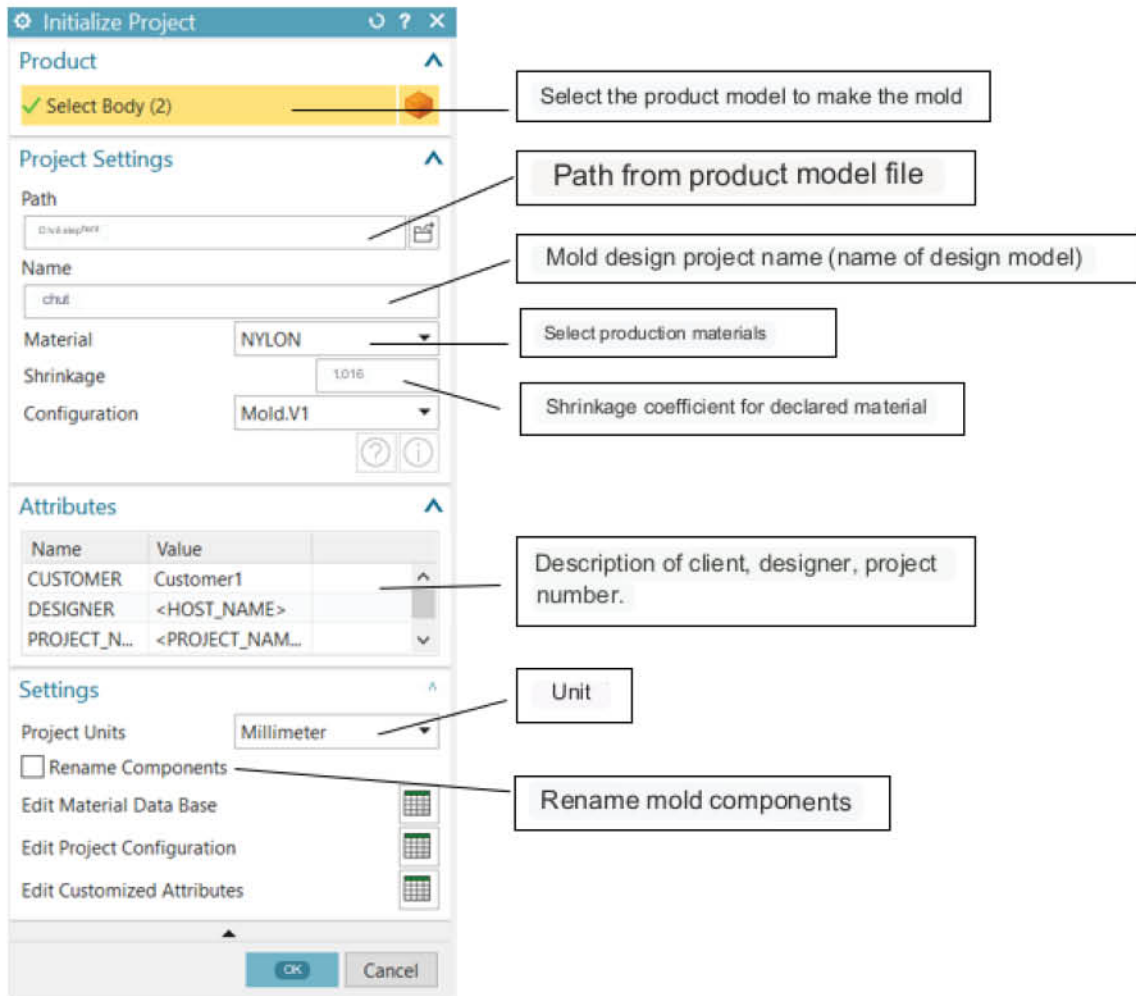 Initialize Project
Product
Select Body (2)
Select the product model to make the mold
Project Settings
Path
Path from product model file
Name
Mold design project name (name of design model)
chut
Material
NYLON
Select production materials
Shrinkage
1,016
Shrinkage coefficient for declared material
Configuration
Mold.V1
Attributes
Name Value
CUSTOMER Customer1
DESIGNER <HOST_NAME>
PROJECT_N... <PROJECT_NAM...
Description of client, designer, project
number.
Settings
Unit
Project Units
Millimeter
Rename Components
Rename mold components
Edit Material Data Base
Edit Project Configuration
Edit Customized Attributes
OK
Cancel